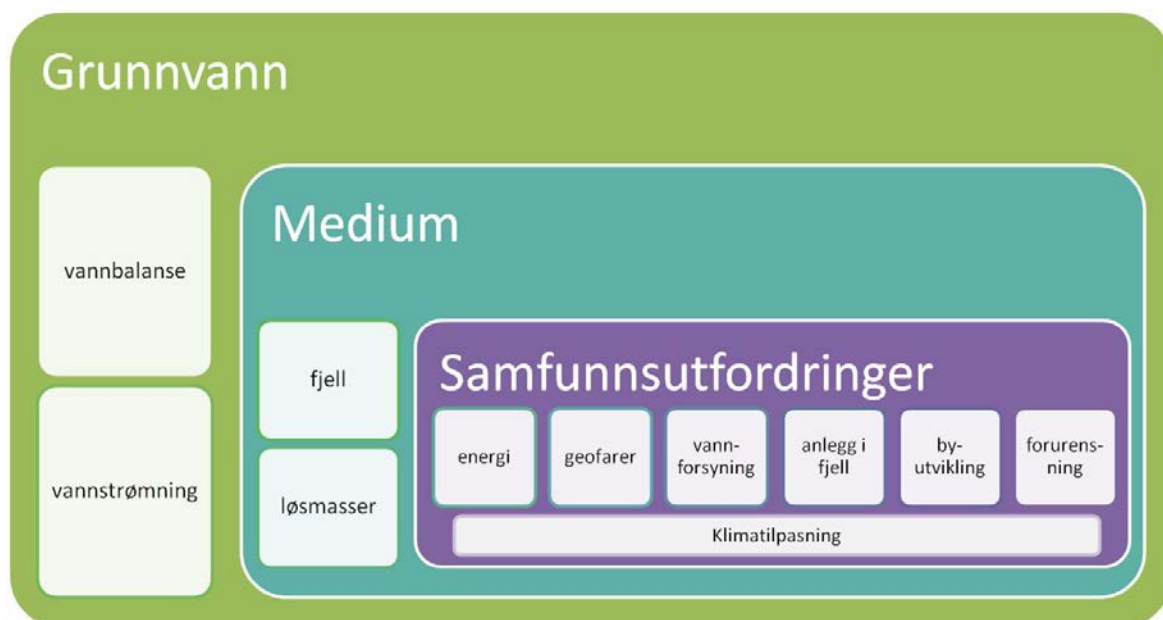 Grunnvann
vannbalanse
vannstrømning
Medium
fjell
løsmasser
Samfunnsutfordringer
energi
geofarer
vann-
forsyning
anlegg i
fjell
by-
utvikling
forurens-
ning
Klimatilpasning